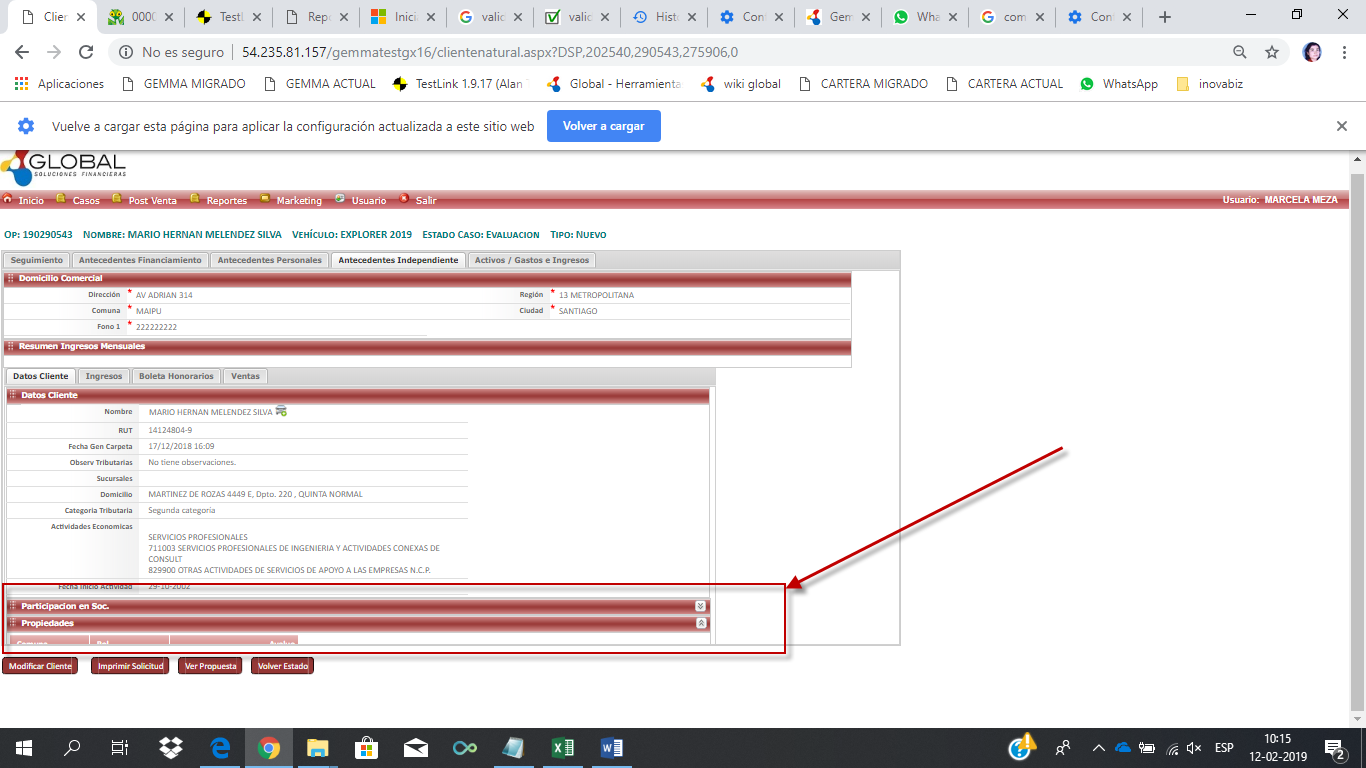 Clier
0000
TestL
Repo
Inicia
valid
valid
Histo
Cont
Gem
Wha
com
Cont
No es seguro | 54.235.81.157/gemmatestgx16/clientenatural.aspx?DSP,202540,290543,275906,0
Aplicaciones GEMMA MIGRADO GEMMA ACTUAL TestLink 1.9.17 (Alan Global - Herramienta wiki global CARTERA MIGRADO CARTERA ACTUAL WhatsApp inovabiz
Vuelve a cargar esta página para aplicar la configuración actualizada a este sitio web Volver a cargar
GLOBAL
SOLUCIONES FINANCIERAS
Inicio Casos Post Venta Reportes Marketing Usuario Salir Usuario: MARCELA MEZA
OP: 190290543 NOMBRE: MARIO HERNAN MELENDEZ SILVA VEHÍCULO: EXPLORER 2019 ESTADO CASO: EVALUACION TIPO: NUEVO
Seguimiento Antecedentes Financiamiento Antecedentes Personales Antecedentes Independiente Activos / Gastos e Ingresos
Domicilio Comercial
Dirección * AV ADRIAN 314 Región * 13 METROPOLITANA
Comuna * MAIPU Ciudad * SANTIAGO
Fono 1 * 222222222
Resumen Ingresos Mensuales
Datos Cliente Ingresos Boleta Honorarios Ventas
Datos Cliente
Nombre MARIO HERNAN MELENDEZ SILVA
RUT 14124804-9
Fecha Gen Carpeta 17/12/2018 16:09
Observ Tributarias No tiene observaciones.
Sucursales
Domicilio MARTINEZ DE ROZAS 4449 E, Dpto. 220 , QUINTA NORMAL
Categoria Tributaria Segunda categoría
Actividades Economicas
SERVICIOS PROFESIONALES
711003 SERVICIOS PROFESIONALES DE INGENIERIA Y ACTIVIDADES CONEXAS DE
CONSULT
829900 OTRAS ACTIVIDADES DE SERVICIOS DE APOYO A LAS EMPRESAS N.C.P.
Fecha Inicio Actividad 29-10-2002
Participacion en Soc.
Propiedades
Comuna Rol Avaluo
Modificar Cliente Imprimir Solicitud Ver Propuesta Volver Estado
ESP 10:15
12-02-2019
2